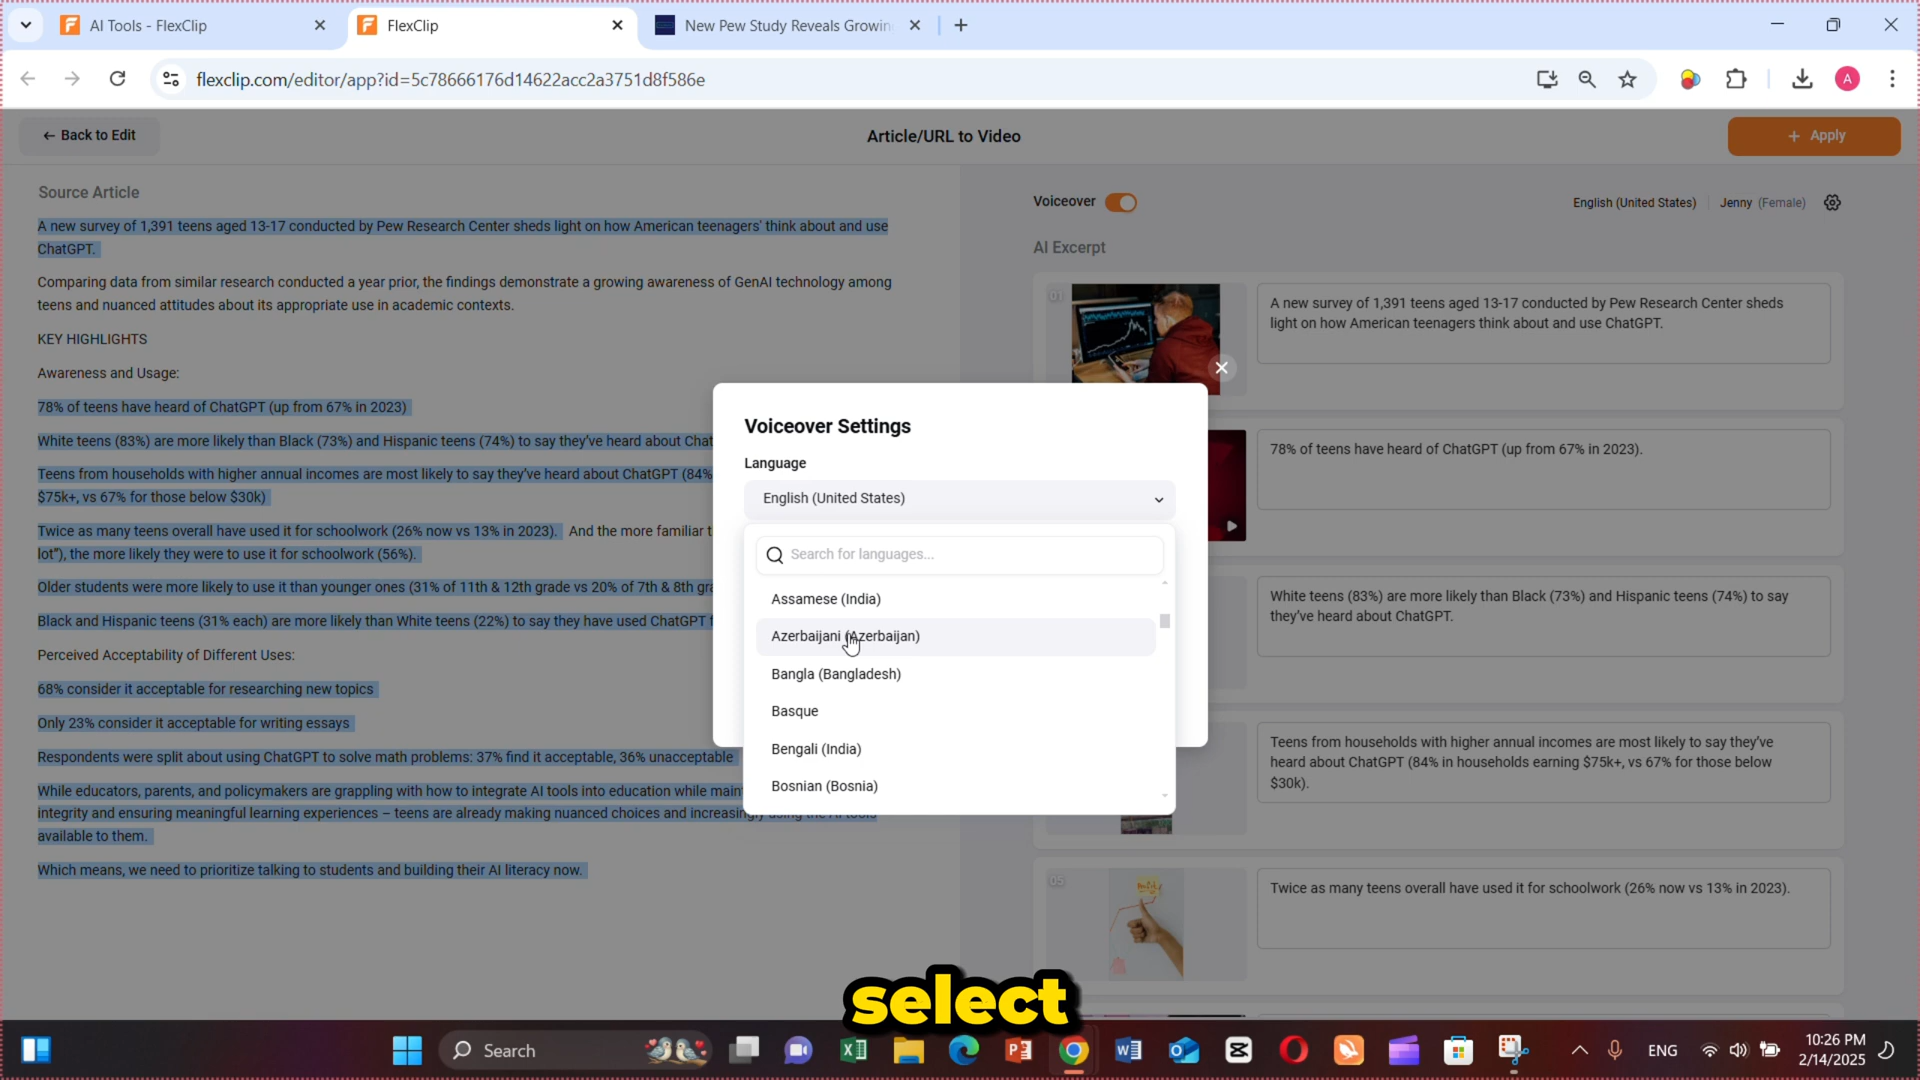 AI Tools - FlexClip
FlexClip
New Pew Study Reveals Growin
flexclip.com/editor/app?id=5c78666176d14622acc2a3751d8f586e
A
← Back to Edit
Article/URL to Video
+ Apply
Source Article
A new survey of 1,391 teens aged 13-17 conducted by Pew Research Center sheds light on how American teenagers' think about and use
ChatGPT.
Comparing data from similar research conducted a year prior, the findings demonstrate a growing awareness of GenAI technology among
teens and nuanced attitudes about its appropriate use in academic contexts.
KEY HIGHLIGHTS
Awareness and Usage:
78% of teens have heard of ChatGPT (up from 67% in 2023)
White teens (83%) are more likely than Black (73%) and Hispanic teens (74%) to say they've heard about Chat
Teens from households with higher annual incomes are most likely to say they've heard about ChatGPT (84%
$75k+, vs 67% for those below $30k)
Twice as many teens overall have used it for schoolwork (26% now vs 13% in 2023). And the more familiar t
lot"), the more likely they were to use it for schoolwork (56%).
Older students were more likely to use it than younger ones (31% of 11th & 12th grade vs 20% of 7th & 8th gra
Black and Hispanic teens (31% each) are more likely than White teens (22%) to say they have used ChatGPT f
Perceived Acceptability of Different Uses:
68% consider it acceptable for researching new topics
Only 23% consider it acceptable for writing essays
Respondents were split about using ChatGPT to solve math problems: 37% find it acceptable, 36% unacceptable
While educators, parents, and policymakers are grappling with how to integrate AI tools into education while main
integrity and ensuring meaningful learning experiences – teens are already making nuanced choices and increasingly using the AI tools
available to them.
Which means, we need to prioritize talking to students and building their AI literacy now.
Voiceover
English (United States) | Jenny (Female)
AI Excerpt
01
A new survey of 1,391 teens aged 13-17 conducted by Pew Research Center sheds
light on how American teenagers think about and use ChatGPT.
78% of teens have heard of ChatGPT (up from 67% in 2023).
White teens (83%) are more likely than Black (73%) and Hispanic teens (74%) to say
they've heard about ChatGPT.
Teens from households with higher annual incomes are most likely to say they've
heard about ChatGPT (84% in households earning $75k+, vs 67% for those below
$30k).
05
Twice as many teens overall have used it for schoolwork (26% now vs 13% in 2023).
Voiceover Settings
Language
English (United States)
Search for languages...
Assamese (India)
Azerbaijani (Azerbaijan)
Bangla (Bangladesh)
Basque
Bengali (India)
Bosnian (Bosnia)
select
Search
ENG
10:26 PM
2/14/2025